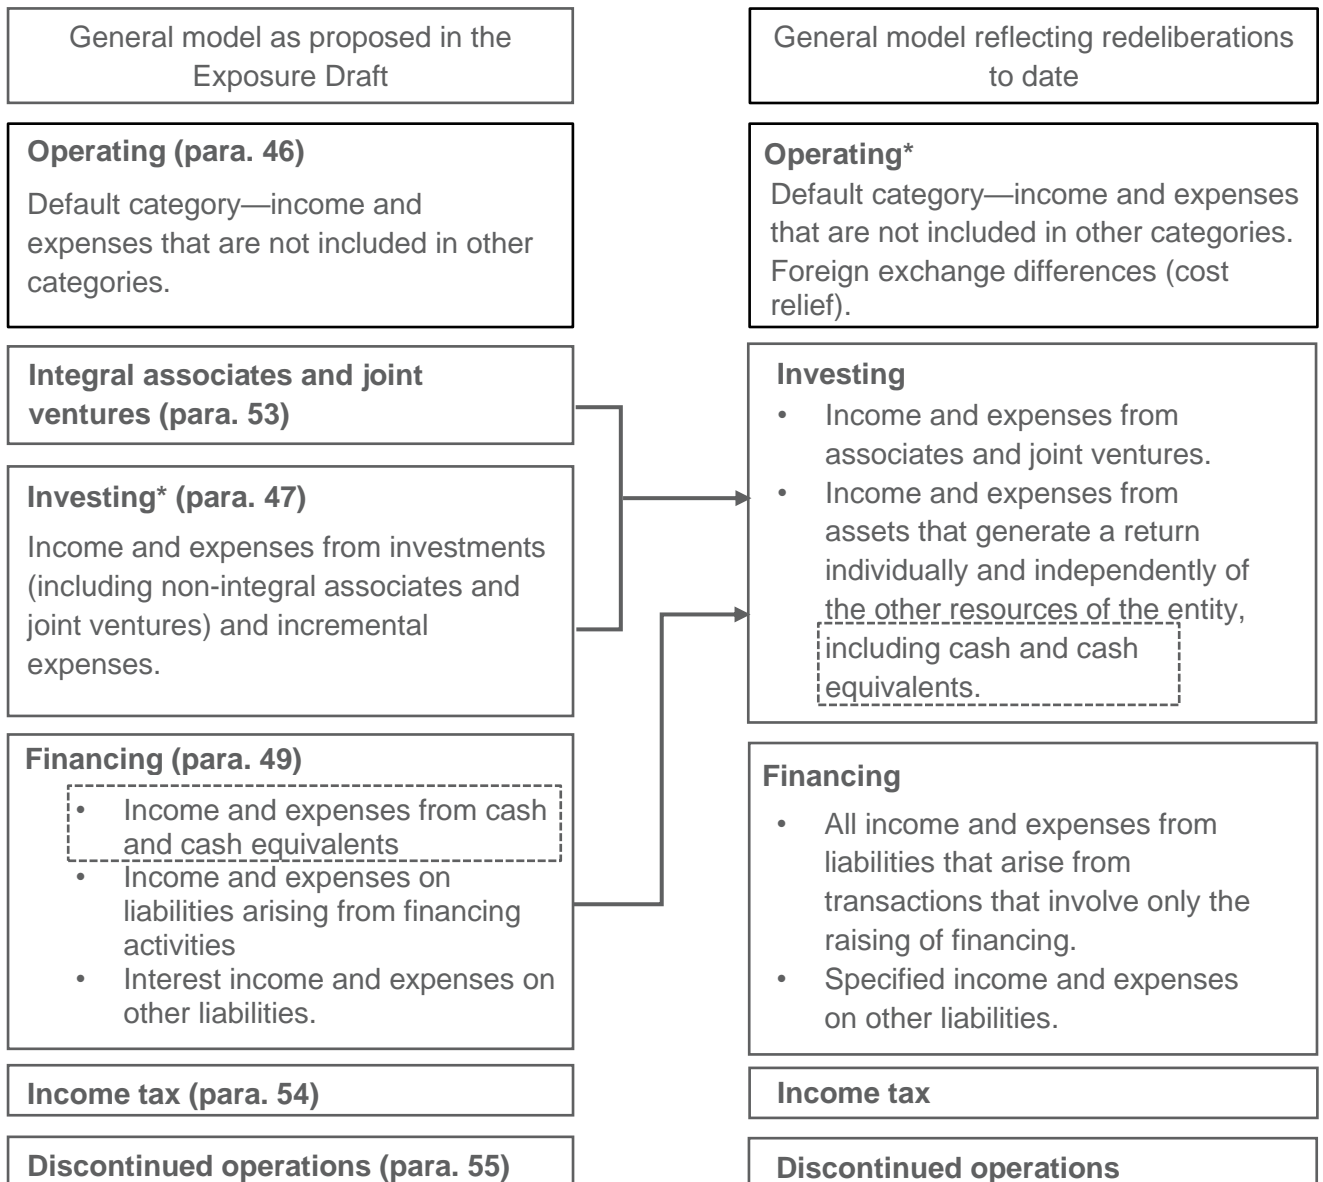 General model as proposed in the
Exposure Draft
Operating (para. 46)
Default category—income and
expenses that are not included in other
categories.
Integral associates and joint
ventures (para. 53)
Investing* (para. 47)
Income and expenses from investments
(including non-integral associates and
joint ventures) and incremental
expenses.
Financing (para. 49)
• Income and expenses from cash
and cash equivalents
• Income and expenses on
liabilities arising from financing
activities
• Interest income and expenses on
other liabilities.
Income tax (para. 54)
Discontinued operations (para. 55)
General model reflecting redeliberations
to date
Operating*
Default category—income and expenses
that are not included in other categories.
Foreign exchange differences (cost
relief).
Investing
• Income and expenses from
associates and joint ventures.
• Income and expenses from
assets that generate a return
individually and independently of
the other resources of the entity,
including cash and cash
equivalents.
Financing
• All income and expenses from
liabilities that arise from
transactions that involve only the
raising of financing.
• Specified income and expenses
on other liabilities.
Income tax
Discontinued operations